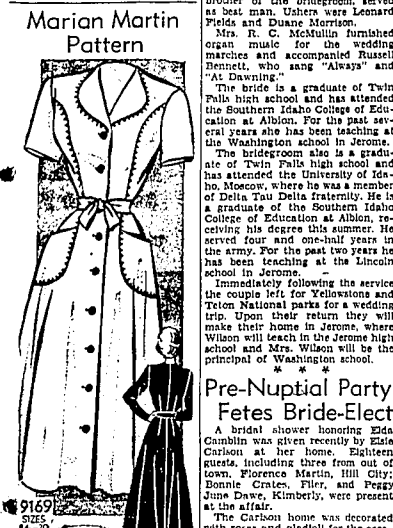 Marian Martin
Pattern
9169
SIZES
brother of the bridegroom, served
as best man. Ushers were Leonard
Fields and Duane Morrison.
Mrs. R. C. McMullin furnished
organ music for the wedding
marches and accompanied Russell
Bennett, who sang "Always" and
"At Dawning."
The bride is a graduate of Twin
Falls high school and has attended
the Southern Idaho College of Edu-
cation at Albion. For the past sev-
eral years she has been teaching at
the Washington school in Jerome.
The bridegroom also is a gradu-
ate of Twin Falls high school and
has attended the University of Ida-
ho, Moscow, where he was a member
of Delta Tau Delta fraternity. He is
a graduate of the Southern Idaho
College of Education at Albion, re-
ceiving his degree this summer. He
served four and one-half years in
the army. For the past two years he
has been teaching at the Lincoln
school in Jerome.
Immediately following the service
the couple left for Yellowstone and
Teton National parks for a wedding
trip. Upon their return they will
make their home in Jerome, where
Wilson will teach in the Jerome high
school and Mrs. Wilson will be the
principal of Washington school.
* * *
Pre-Nuptial Party
Fetes Bride-Elect
A bridal shower honoring Elda
Camblin was given recently by Elsie
Carlson at her home. Eighteen
guests, including three from out of
town, Florence Martin, Hill City;
Bonnie Crates, Filer, and Peggy
June Dawe, Kimberly, were present
at the affair.
The Carlson home was decorated